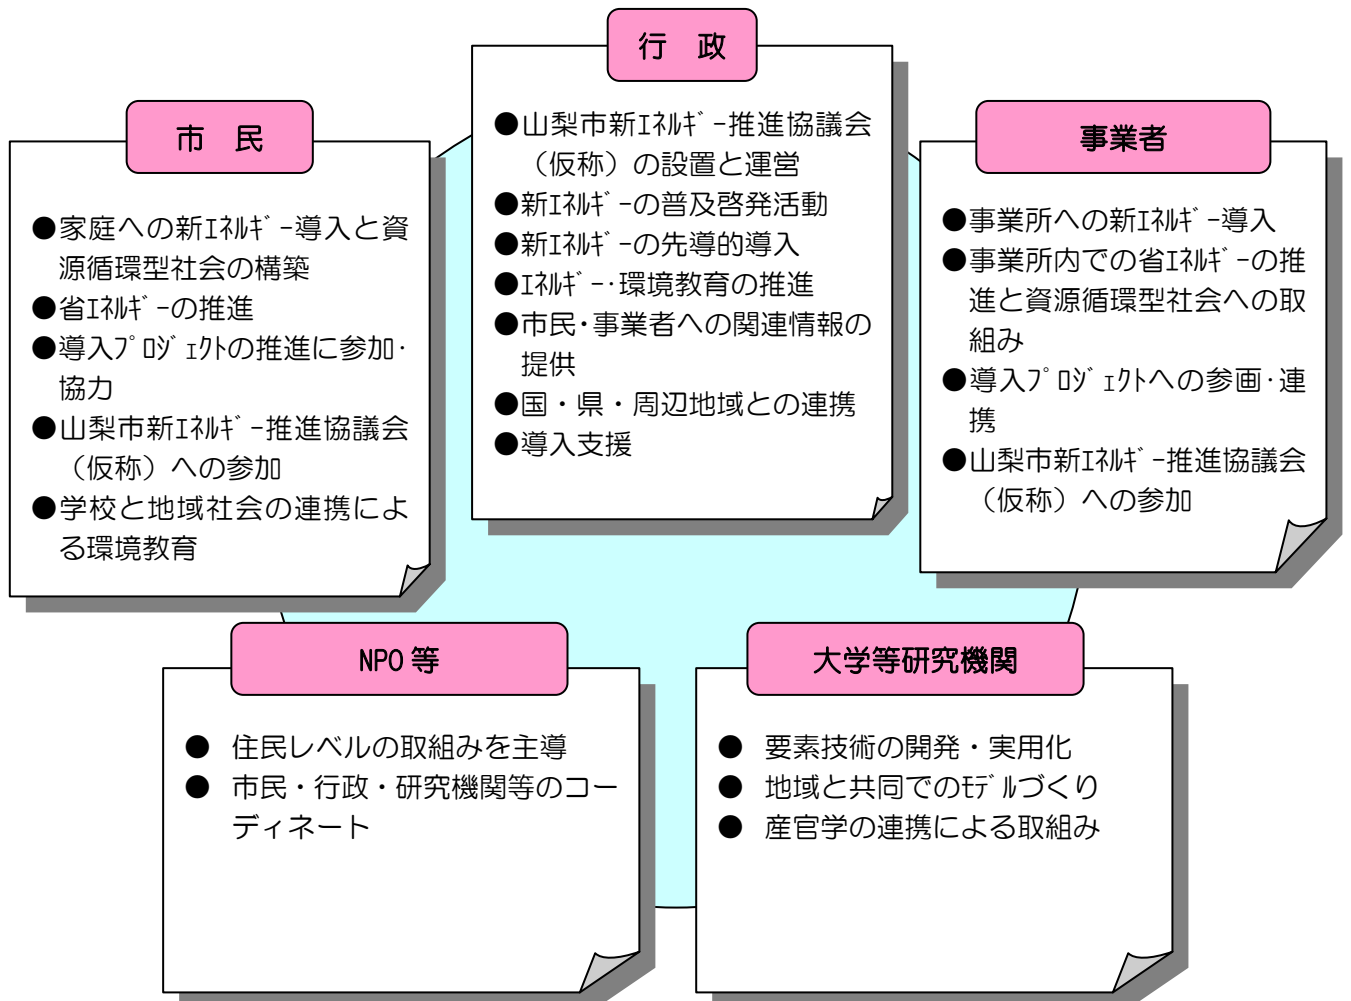 行　政
●山梨市新ｴﾈﾙｷﾞｰ推進協議会
（仮称）の設置と運営
●新ｴﾈﾙｷﾞｰの普及啓発活動
●新ｴﾈﾙｷﾞｰの先導的導入
●ｴﾈﾙｷﾞｰ･環境教育の推進
●市民･事業者への関連情報の
提供
●国・県・周辺地域との連携
●導入支援
市　民
●家庭への新ｴﾈﾙｷﾞｰ導入と資
源循環型社会の構築
●省ｴﾈﾙｷﾞｰの推進
●導入ﾌﾟﾛｼﾞｪｸﾄの推進に参加･
協力
●山梨市新ｴﾈﾙｷﾞｰ推進協議会
（仮称）への参加
●学校と地域社会の連携によ
る環境教育
事業者
●事業所への新ｴﾈﾙｷﾞｰ導入
●事業所内での省ｴﾈﾙｷﾞｰの推
進と資源循環型社会への取
組み
●導入ﾌﾟﾛｼﾞｪｸﾄへの参画･連
携
●山梨市新ｴﾈﾙｷﾞｰ推進協議会
（仮称）への参加
NPO 等
● 住民レベルの取組みを主導
● 市民・行政・研究機関等のコー
ディネート
大学等研究機関
● 要素技術の開発・実用化
● 地域と共同でのﾓﾃﾞﾙづくり
● 産官学の連携による取組み